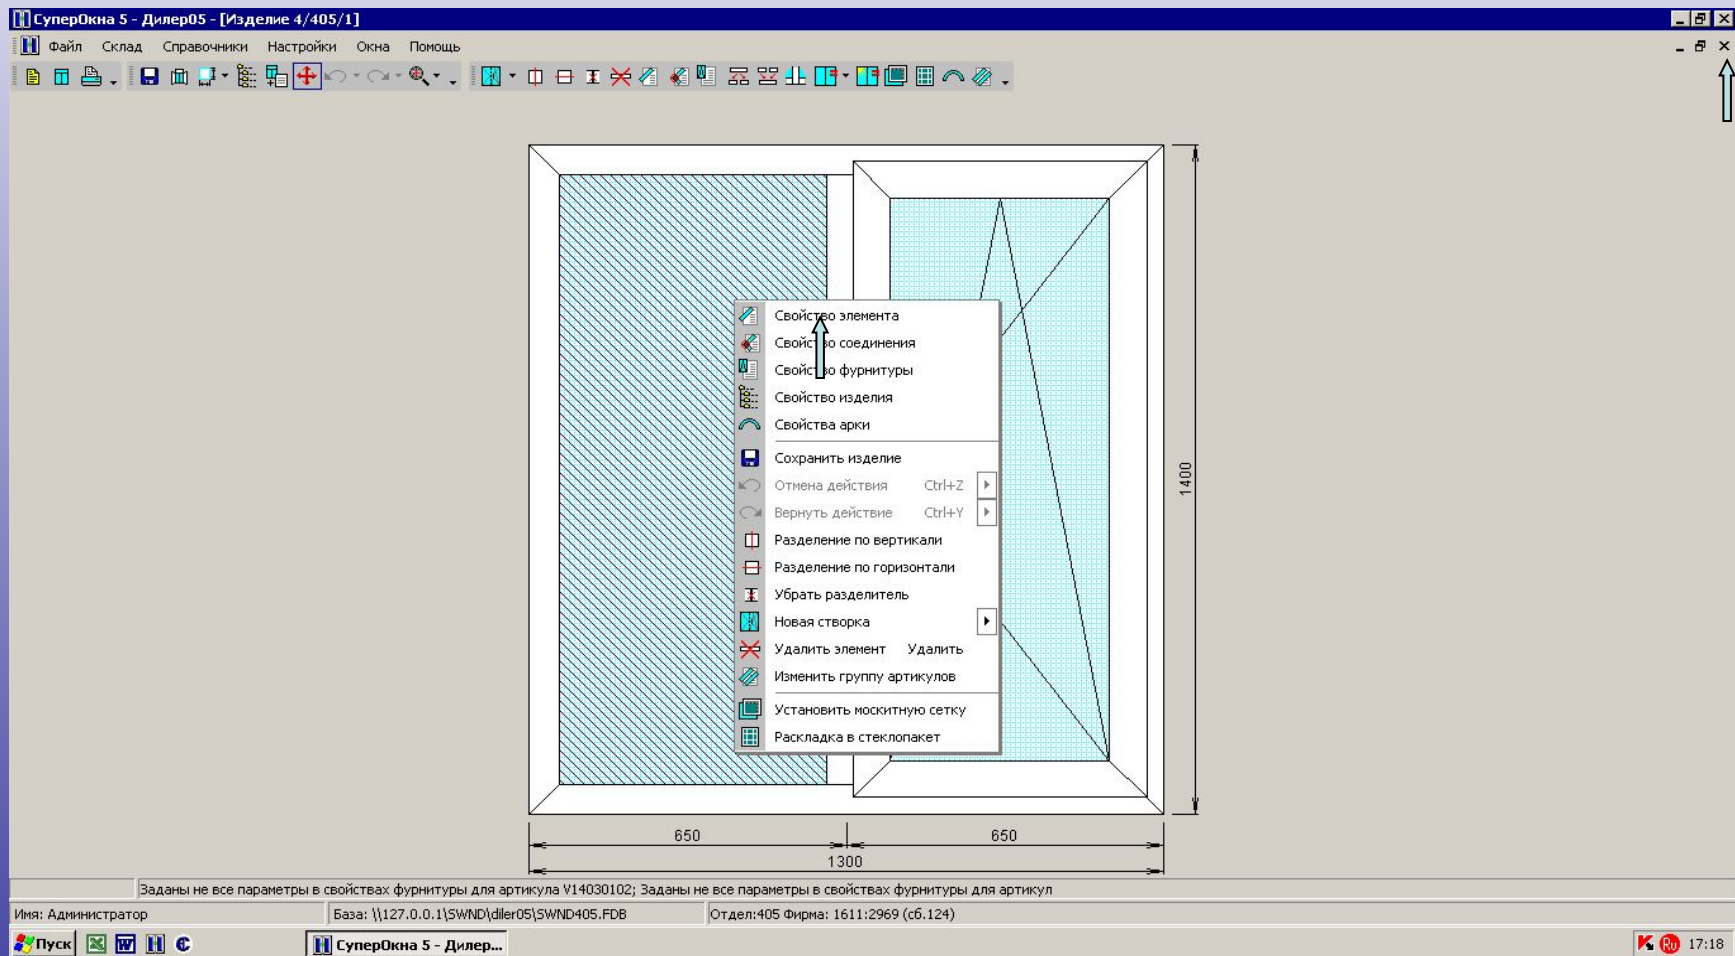 СуперОкна 5 - Дилер05 - [Изделие 4/405/1]
Файл Склад Справочники Настройки Окна Помощь
Свойство элемента
Свойство соединения
Свойство фурнитуры
Свойство изделия
Свойства арки
Сохранить изделие
Отмена действия Ctrl+Z
Вернуть действие Ctrl+Y
Разделение по вертикали
Разделение по горизонтали
Убрать разделитель
Новая створка
Удалить элемент Удалить
Изменить группу артикулов
Установить москитную сетку
Раскладка в стеклопакет
1400
650 650
1300
Заданы не все параметры в свойствах фурнитуры для артикула V14030102; Заданы не все параметры в свойствах фурнитуры для артикул
Имя: Администратор База: \\127.0.0.1\SWND\diler05\SWND405.FDB Отдел:405 Фирма: 1611:2969 (сб.124)
Пуск СуперОкна 5 - Дилер... Ru 17:18